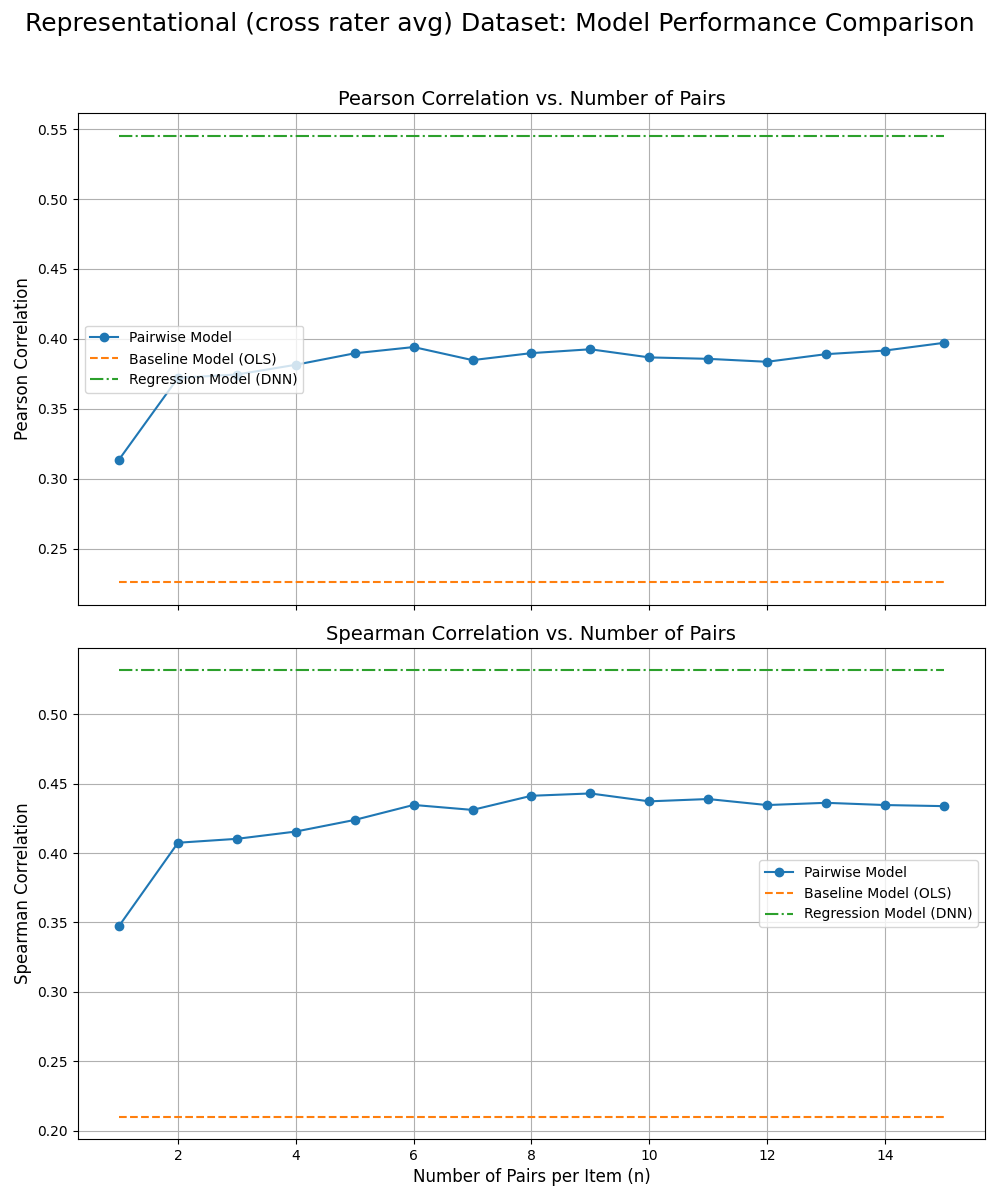 Representational (cross rater avg) Dataset: Model Performance Comparison
Pearson Correlation vs. Number of Pairs
0.55
0.50
0.45
0.40
0.35
0.30
0.25
Pearson Correlation
Pairwise Model
Baseline Model (OLS)
Regression Model (DNN)
Spearman Correlation vs. Number of Pairs
0.50
0.45
0.40
0.35
0.30
0.25
0.20
Spearman Correlation
Pairwise Model
Baseline Model (OLS)
Regression Model (DNN)
2 4 6 8 10 12 14
Number of Pairs per Item (n)